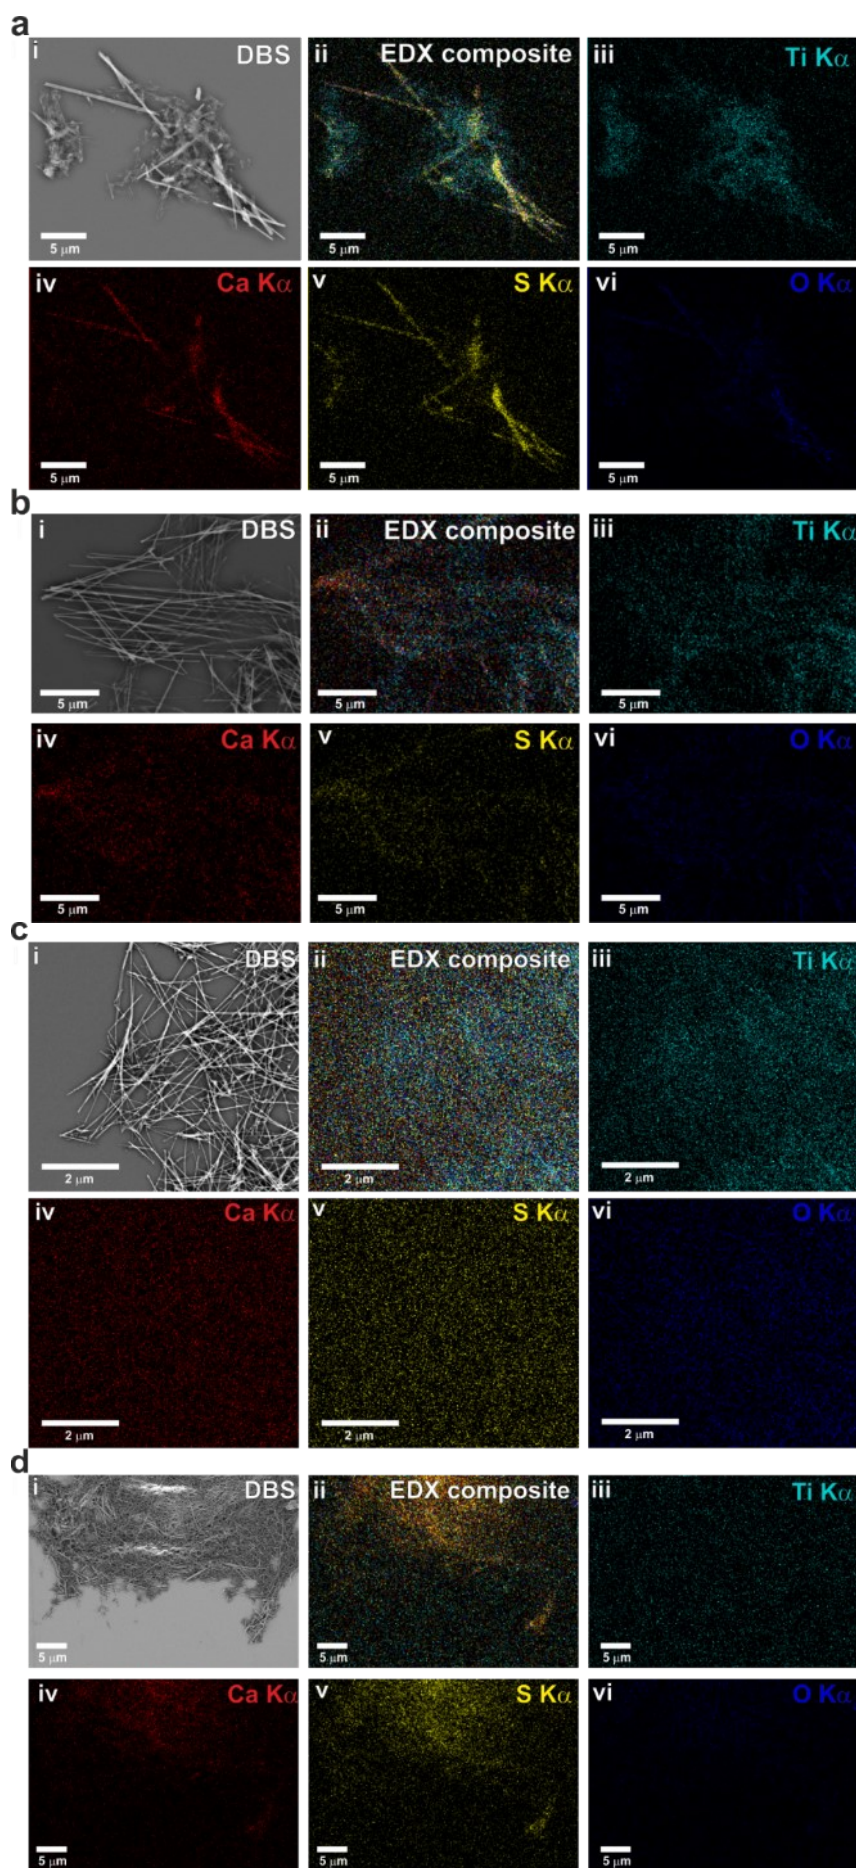 a
i DBS
ii EDX composite
iii Ti Kα
5 μm
5 μm
5 μm
iv Ca Kα
v S Kα
vi O Kα
5 μm
5 μm
5 μm
b
i DBS
ii EDX composite
iii Ti Kα
5 μm
5 μm
5 μm
iv Ca Kα
v S Kα
vi O Kα
5 μm
5 μm
5 μm
c
i DBS
ii EDX composite
iii Ti Kα
2 μm
2 μm
2 μm
iv Ca Kα
v S Kα
vi O Kα
2 μm
2 μm
2 μm
d
i DBS
ii EDX composite
iii Ti Kα
5 μm
5 μm
5 μm
iv Ca Kα
v S Kα
vi O Kα
5 μm
5 μm
5 μm